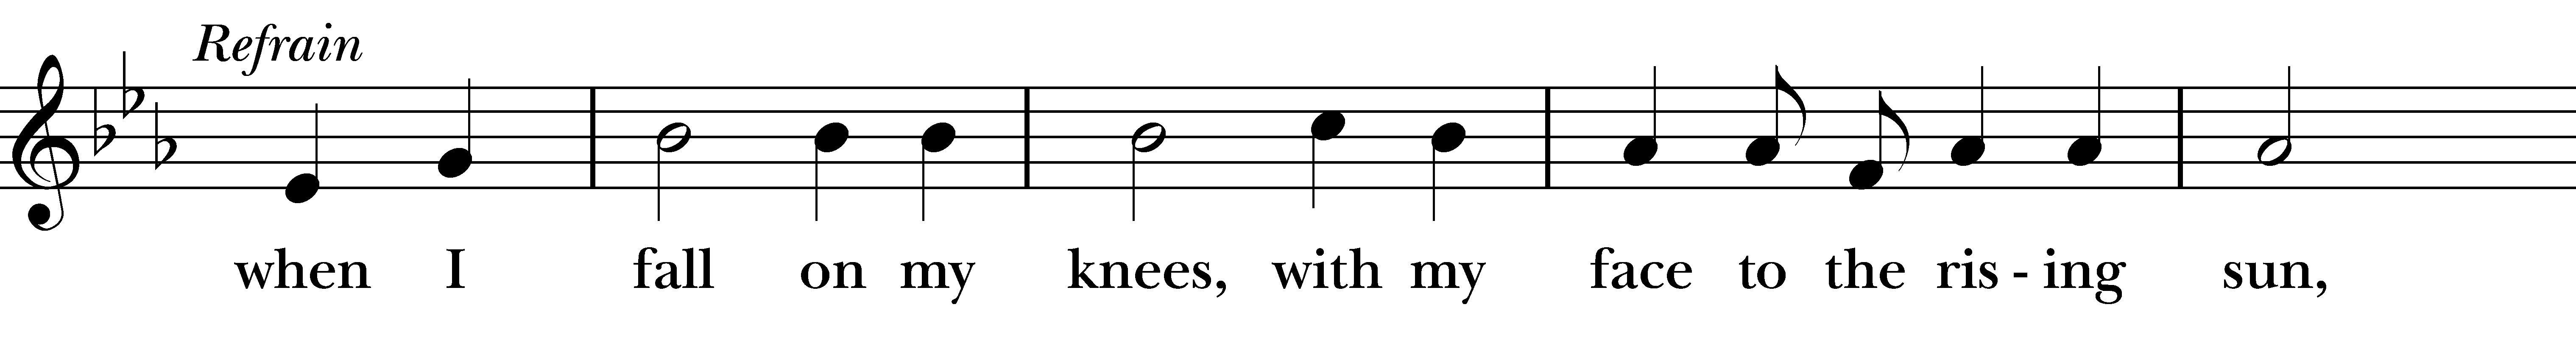 Refrain
when I fall on my knees, with my face to the ris - ing sun,